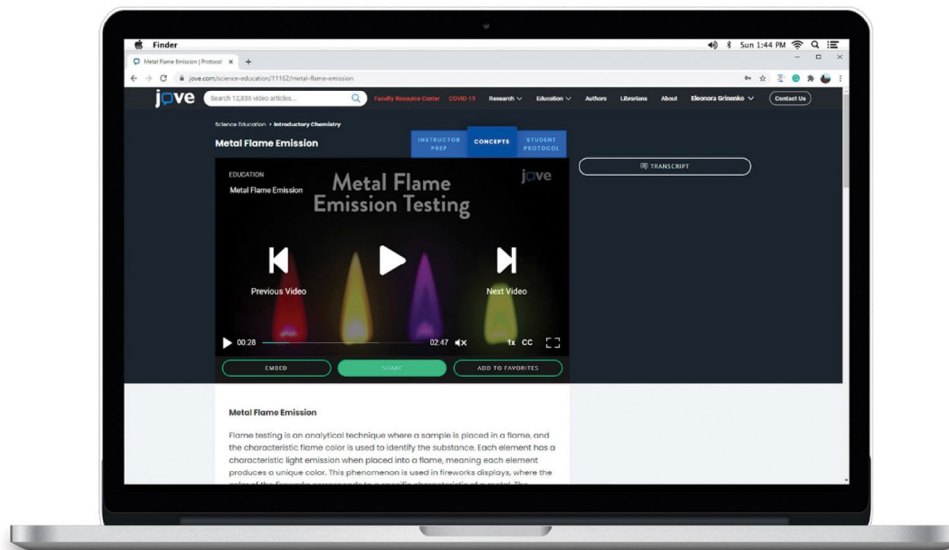 Finder
Sun 1:44 PM
Metal Flame Emission | Protocol
jove.com/science-education/11162/metal-flame-emission
jove
Search 12,836 video articles...
Faculty Resource Center COVID-19 Research Education Authors Librarians About Eleonora Grinenko Contact Us
Science Education Introductory Chemistry
Metal Flame Emission
INSTRUCTOR PREP
CONCEPTS
STUDENT PROTOCOL
TRANSCRIPT
EDUCATION
Metal Flame Emission
Metal Flame
Emission Testing
jove
Previous Video
Next Video
00:28
02:47
1x CC
EMBED
SHARE
ADD TO FAVORITES
Metal Flame Emission
Flame testing is an analytical technique where a sample is placed in a flame, and
the characteristic flame color is used to identify the substance. Each element has a
characteristic light emission when placed into a flame, meaning each element
produces a unique color. This phenomenon is used in fireworks displays, where the